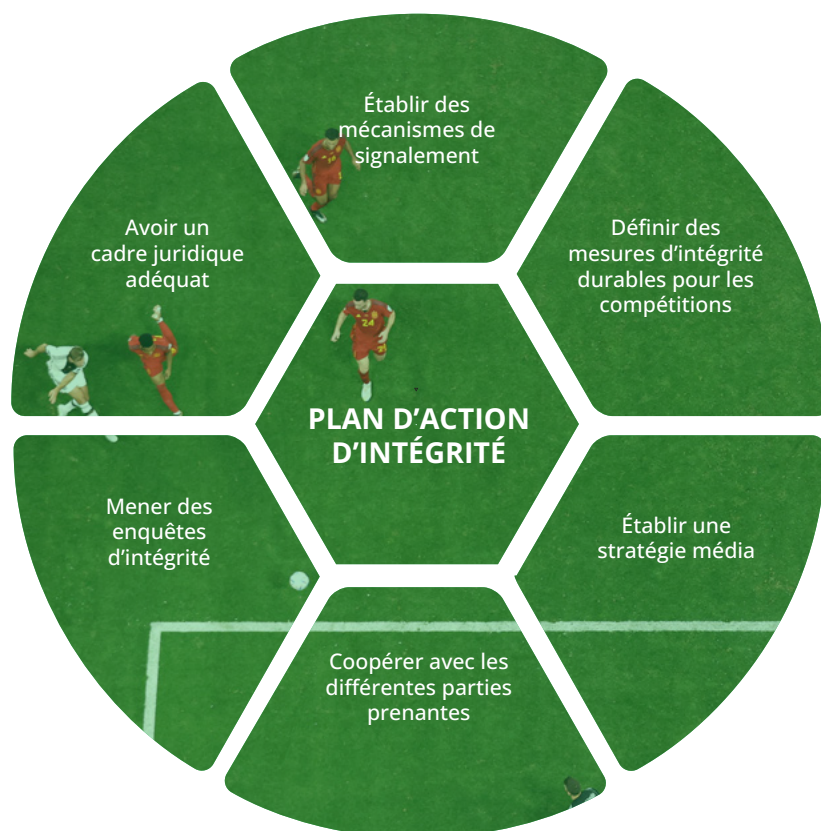 Établir des
mécanismes de
signalement
Avoir un
cadre juridique
adéquat
Définir des
mesures d’intégrité
durables pour les
compétitions
24
PLAN D’ACTION
D’INTÉGRITÉ
Mener des
enquêtes
d’intégrité
Établir une
stratégie média
Coopérer avec les
différentes parties
prenantes